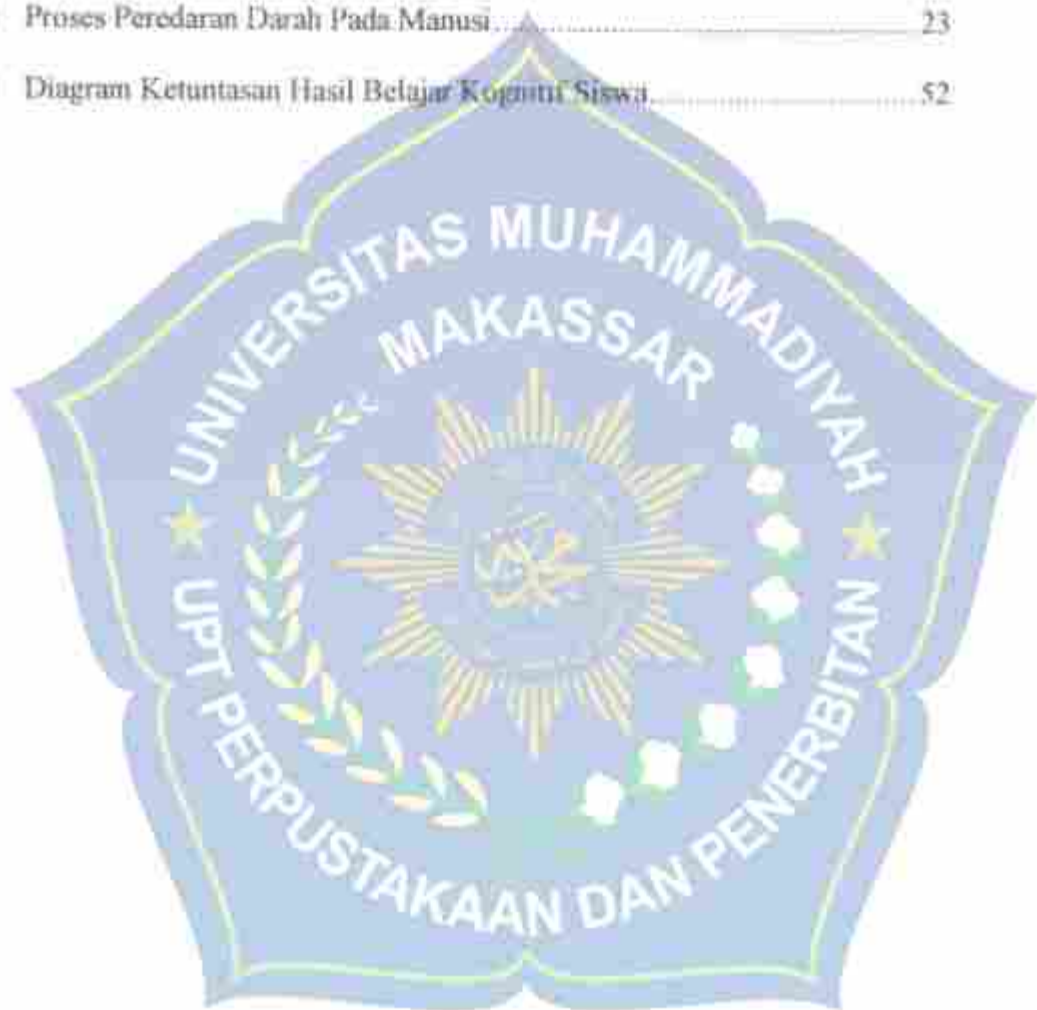 Proses Peredaran Darah Pada Manusi........................................................23
Diagram Ketuntasan Hasil Belajar Kognitif Siswa...................................52
UNIVERSITAS MUHAMMADIYAH
MAKASSAR
UPT PERPUSTAKAAN DAN PENERBITAN